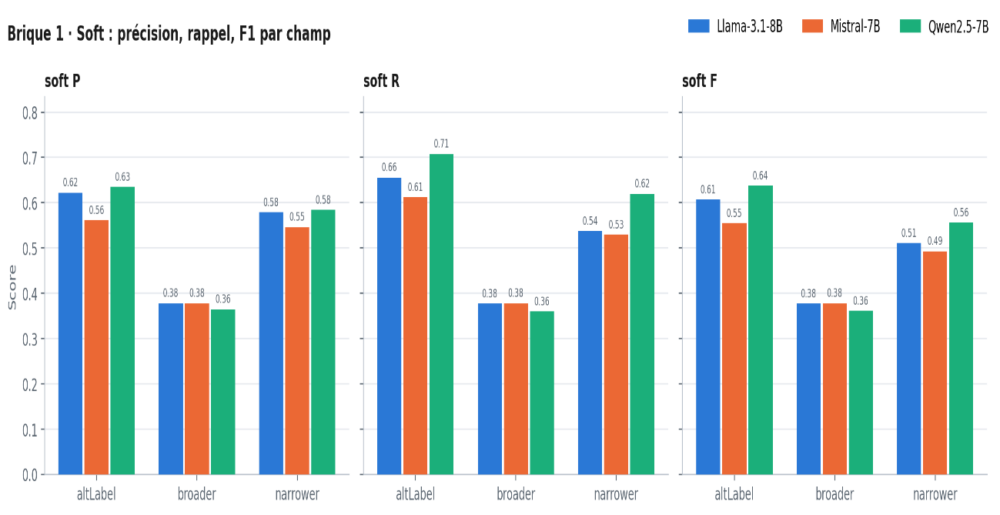 Brique 1 · Soft : précision, rappel, F1 par champ
Llama-3.1-8B Mistral-7B Qwen2.5-7B
soft P
0.8
0.7
0.6
0.5
0.4
0.3
0.2
0.1
0.0
Score
0.62 0.56 0.63
0.38 0.38 0.36
0.58 0.55 0.58
altLabel broader narrower
soft R
0.66 0.61 0.71
0.38 0.38 0.36
0.54 0.53 0.62
altLabel broader narrower
soft F
0.61 0.55 0.64
0.38 0.38 0.36
0.51 0.49 0.56
altLabel broader narrower